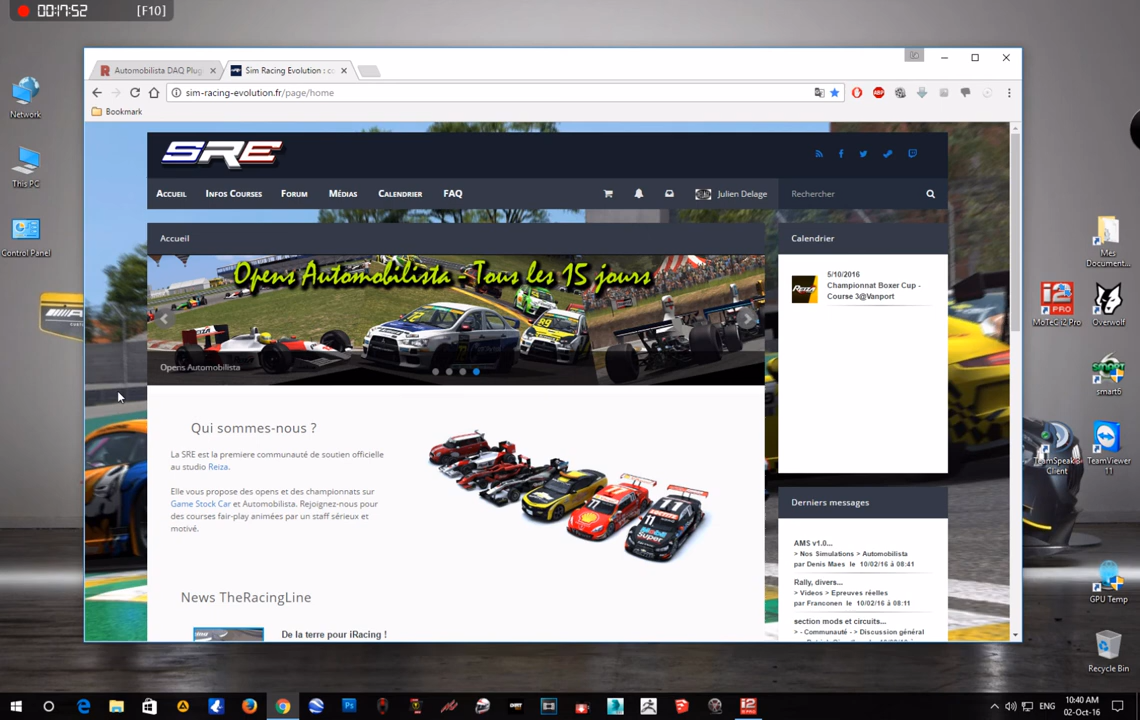 00:17:52 [F10]
Automobilista DAQ Plug
Sim Racing Evolution : c
sim-racing-evolution.fr/page/home
Bookmark
SRE
Accueil
Infos Courses
Forum
Médias
Calendrier
FAQ
Julien Delage
Rechercher
Accueil
Opens Automobilista - Tous les 15 jours
Opens Automobilista
Calendrier
REIZA
5/10/2016
Championnat Boxer Cup -
Course 3@Vanport
Qui sommes-nous ?
La SRE est la premiere communauté de soutien officielle
au studio Reiza.
Elle vous propose des opens et des championnats sur
Game Stock Car et Automobilista. Rejoignez-nous pour
des courses fair-play animées par un staff sérieux et
motivé.
News TheRacingLine
De la terre pour iRacing !
Derniers messages
AMS v1.0...
> Nos Simulations > Automobilista
par Denis Maes le 10/02/16 à 08:41
Rally, divers...
> Videos > Epreuves réelles
par Franconen le 10/02/16 à 08:11
section mods et circuits...
> - Communauté - > Discussion général
Network
This PC
Control Panel
Mes
Document...
MoTeC i2 Pro
Overwolf
smart6
TeamSpeak
Client
TeamViewer
11
GPU Temp
Recycle Bin
ENG
10:40 AM
02-Oct-16